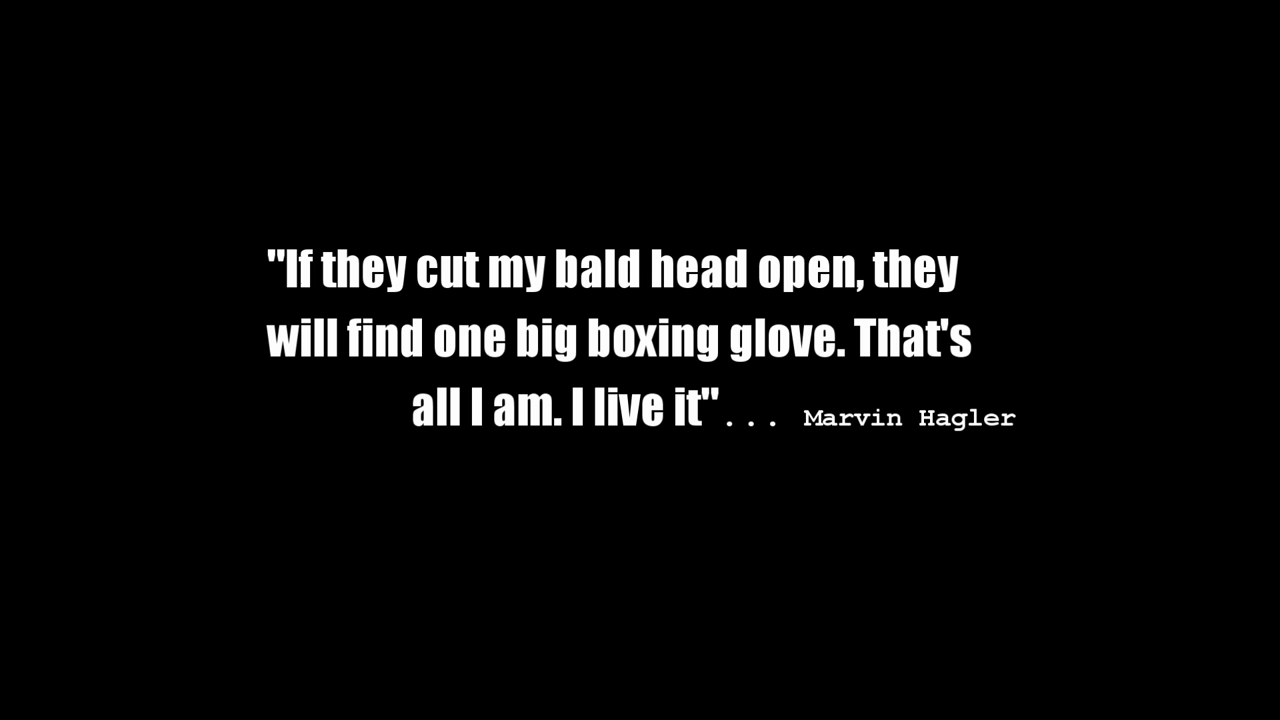 "If they cut my bald head open, they
will find one big boxing glove. That's
all I am. I live it"... Marvin Hagler